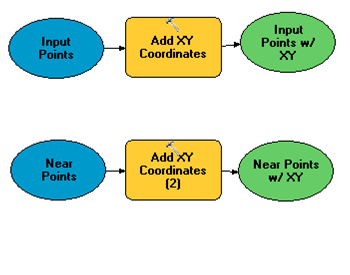 Input
Points
Add XY
Coordinates
Input
Points w/
XY
Near
Points
Add XY
Coordinates
(2)
Near Points
w/ XY